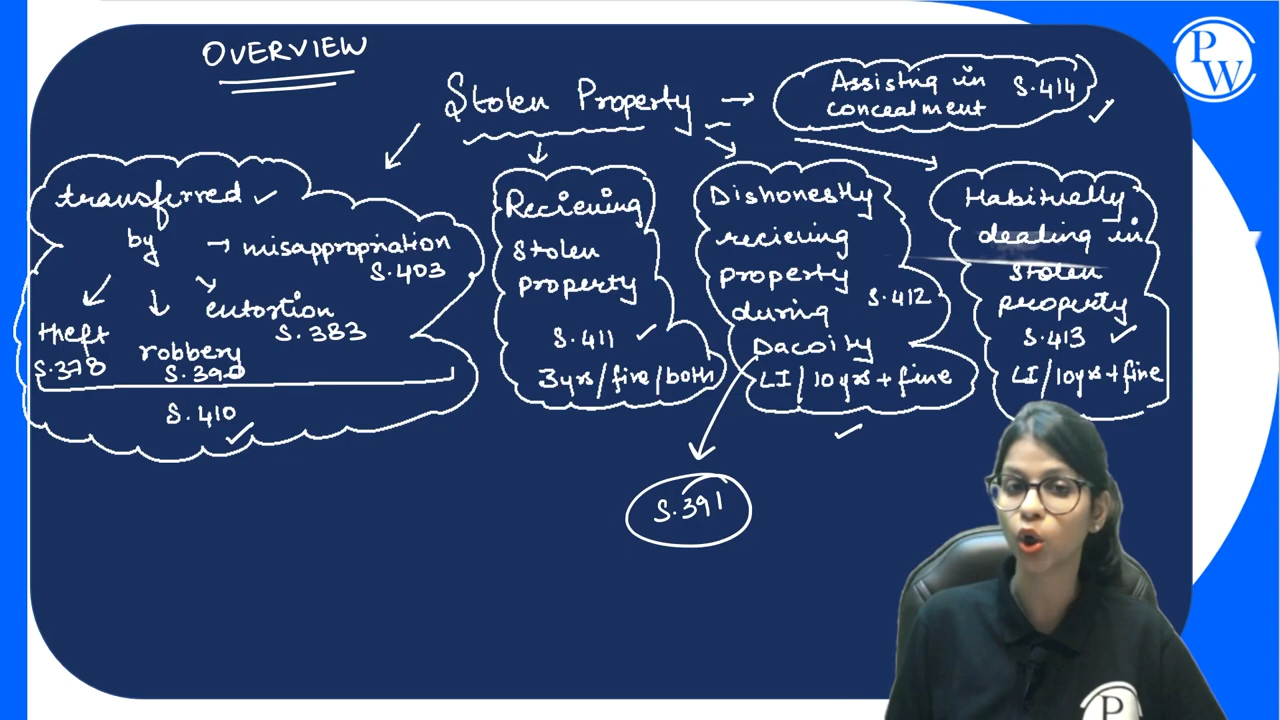 OVERVIEW
Stolen Property →
Assisting in
concealment S.414
transferred
by
→ misappropriation
S.403
theft
S.378
robbery
S.390
extortion
S.383
S.410
Recieving
stolen
property
S.411
3yrs/fine/both
Dishonestly
recieving
property
during S.412
Dacoity
LI/10yrs+fine
S.391
Habitually
dealing in
stolen
property
S.413
LI/10yrs+fine
P
W
P